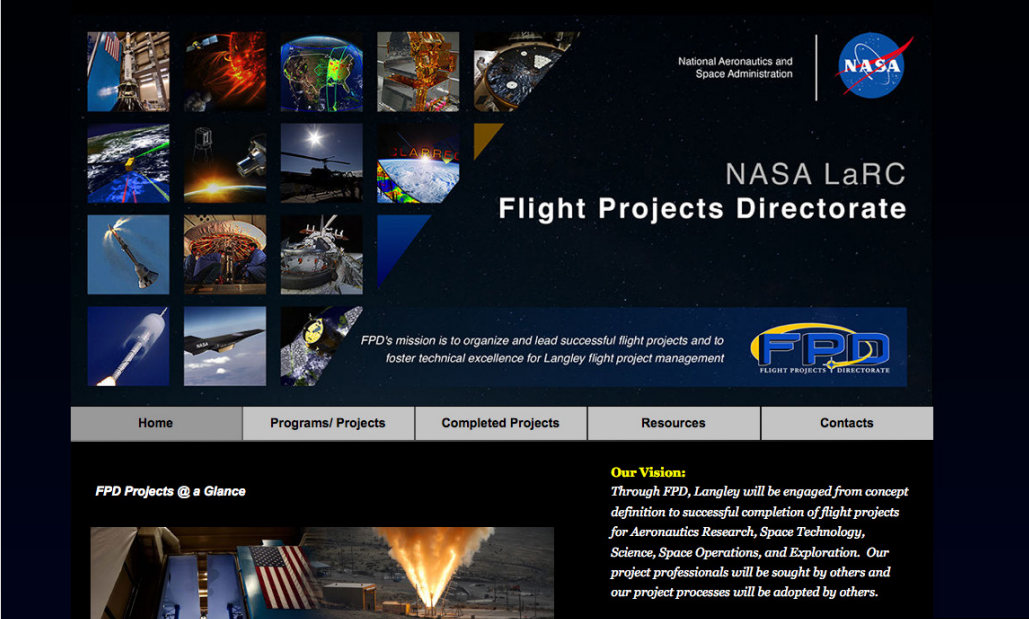 National Aeronautics and
Space Administration
NASA
CLARREO
NASA LaRC
Flight Projects Directorate
NASA
FPD's mission is to organize and lead successful flight projects and to
foster technical excellence for Langley flight project management
FPD
FLIGHT PROJECTS DIRECTORATE
Home
Programs/ Projects
Completed Projects
Resources
Contacts
FPD Projects @ a Glance
Our Vision:
Through FPD, Langley will be engaged from concept
definition to successful completion of flight projects
for Aeronautics Research, Space Technology,
Science, Space Operations, and Exploration. Our
project professionals will be sought by others and
our project processes will be adopted by others.